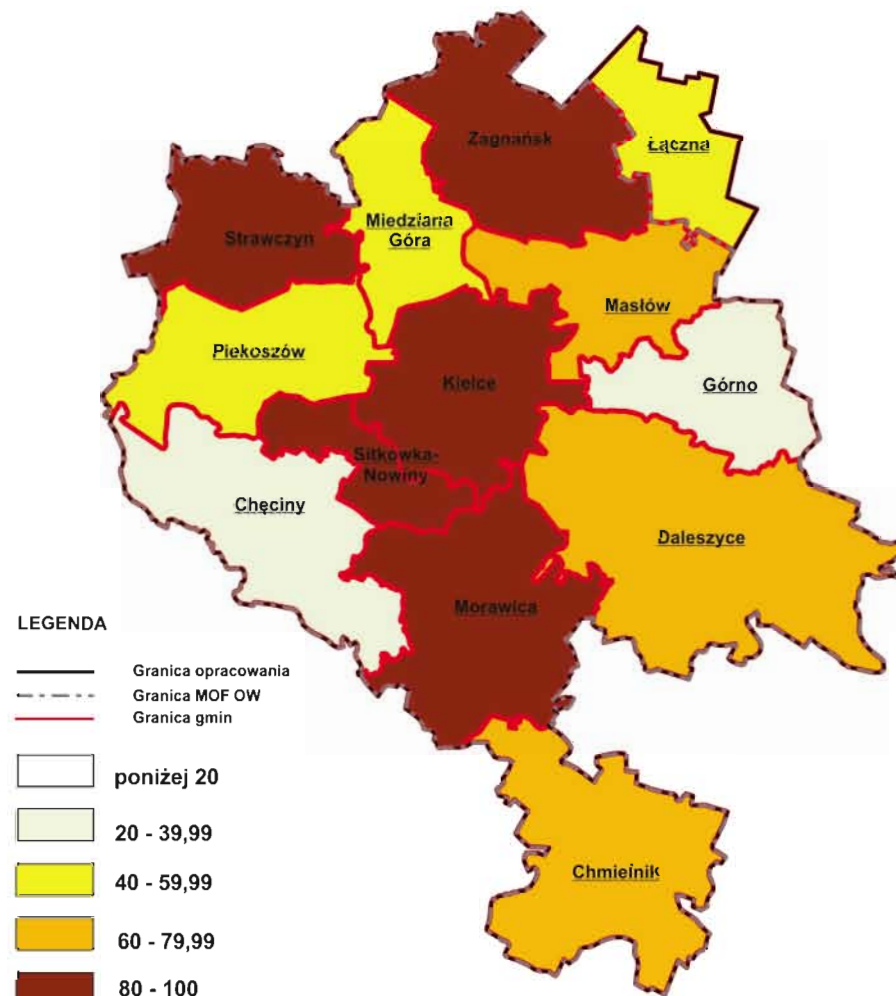 Zagnańsk
Łączna
Strawczyn
Miedziana
Góra
Masłów
Piekoszów
Kielce
Górno
Sitkówka-
Nowiny
Chęciny
Daleszyce
Morawica
LEGENDA
Granica opracowania
Granica MOF OW
Granica gmin
poniżej 20
20 - 39,99
40 - 59,99
60 - 79,99
80 - 100
Chmielnik